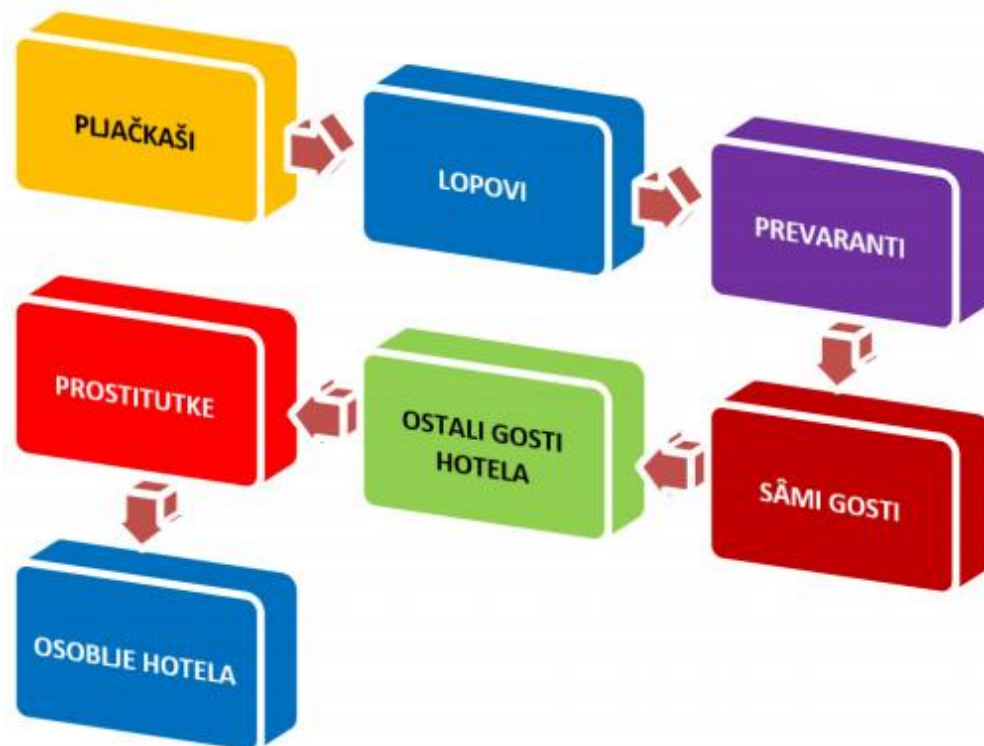 PLJAČKAŠI
LOPOVI
PREVARANTI
SÂMI GOSTI
OSTALI GOSTI
HOTELA
PROSTITUTKE
OSOBLJE HOTELA